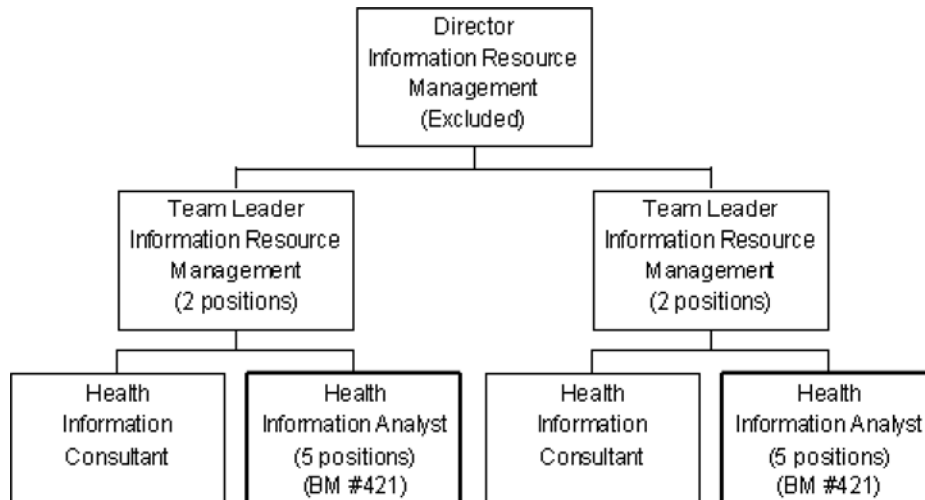 Director
Information Resource
Management
(Excluded)
Team Leader
Information Resource
Management
(2 positions)
Team Leader
Information Resource
Management
(2 positions)
Health
Information
Consultant
Health
Information Analyst
(5 positions)
(BM #421)
Health
Information
Consultant
Health
Information Analyst
(5 positions)
(BM #421)